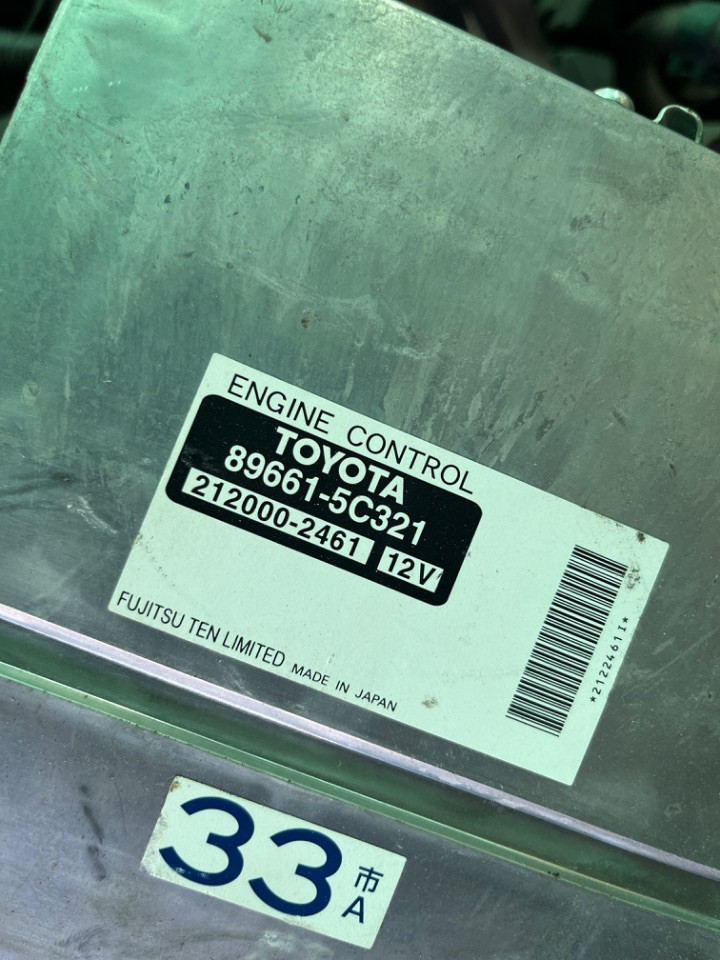 ENGINE CONTROL
TOYOTA
89661-5C321
212000-2461 12V
FUJITSU TEN LIMITED MADE IN JAPAN
*2122461I*
33 市
A